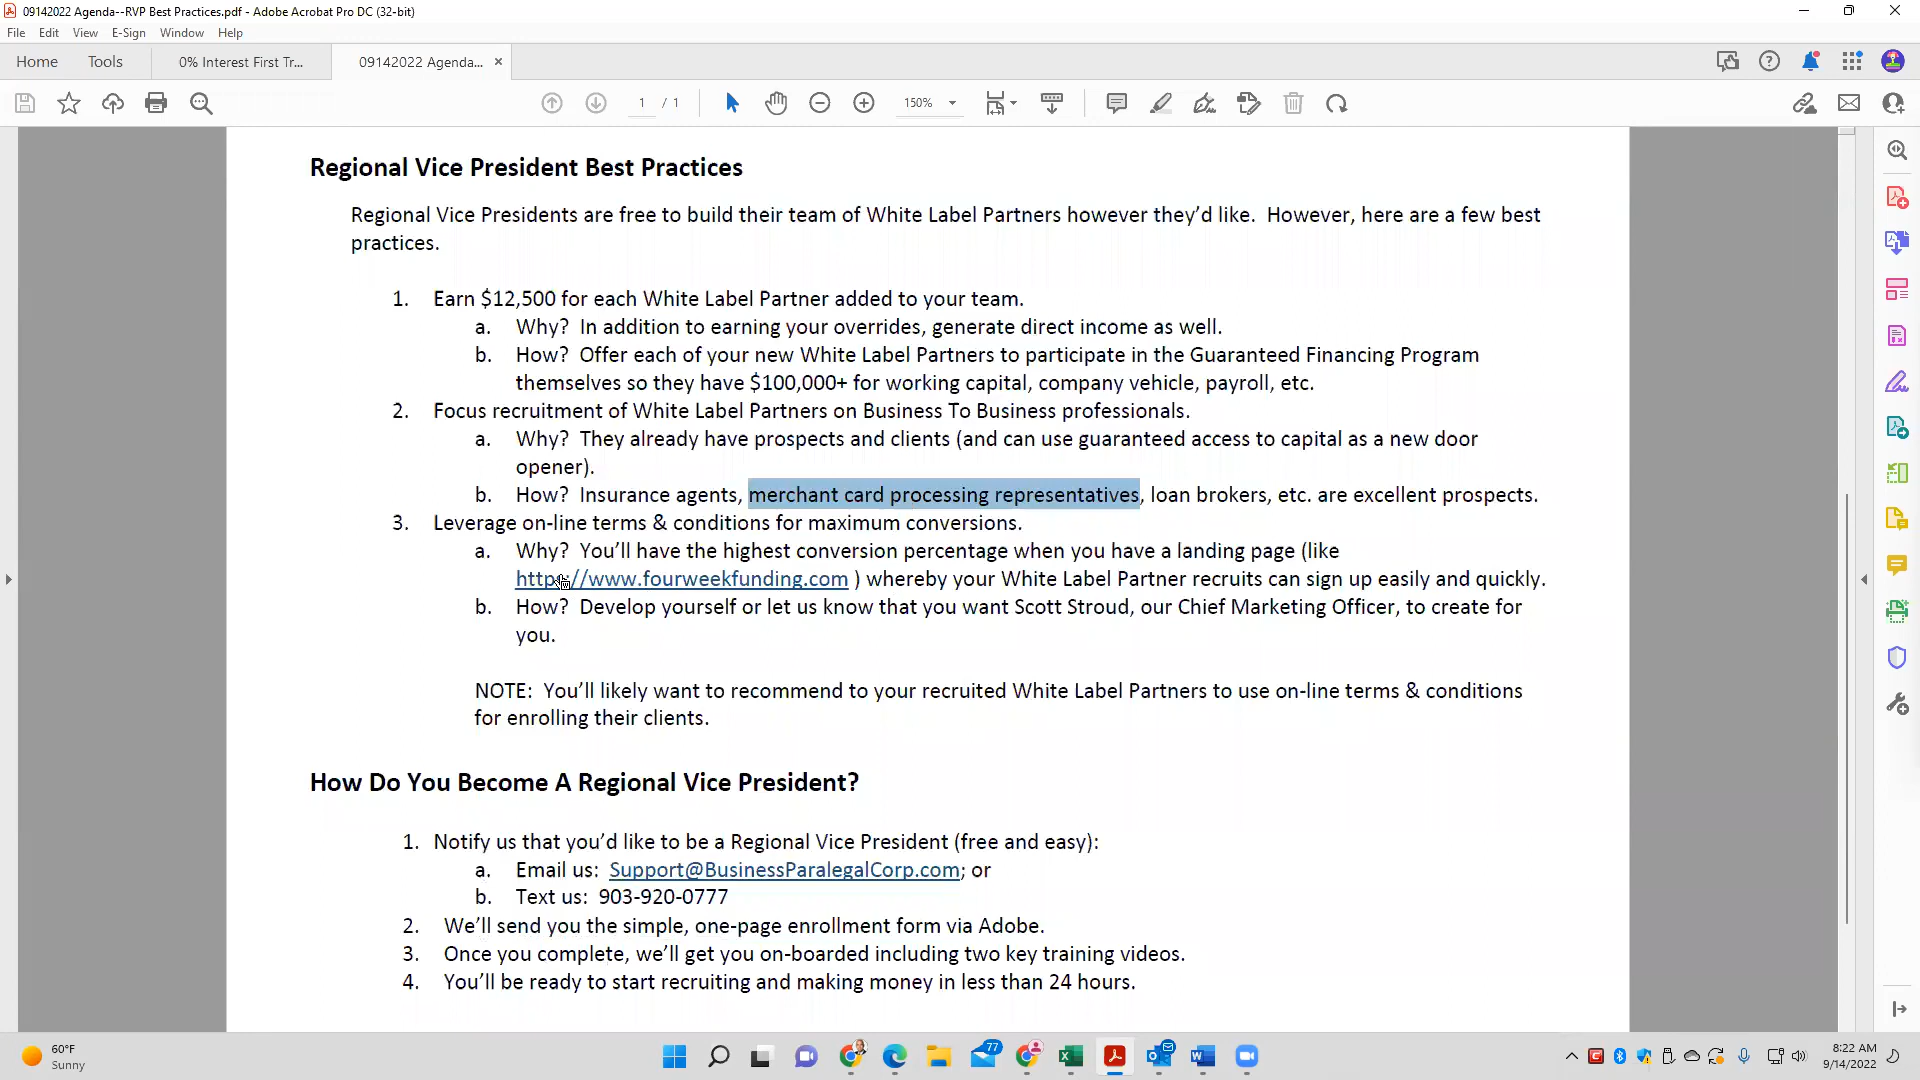 09142022 Agenda--RVP Best Practices.pdf - Adobe Acrobat Pro DC (32-bit)
File Edit View E-Sign Window Help
Home Tools 0% Interest First Tr... 09142022 Agenda... ×
1 / 1 150%
Regional Vice President Best Practices
Regional Vice Presidents are free to build their team of White Label Partners however they’d like. However, here are a few best
practices.
1. Earn $12,500 for each White Label Partner added to your team.
a. Why? In addition to earning your overrides, generate direct income as well.
b. How? Offer each of your new White Label Partners to participate in the Guaranteed Financing Program
themselves so they have $100,000+ for working capital, company vehicle, payroll, etc.
2. Focus recruitment of White Label Partners on Business To Business professionals.
a. Why? They already have prospects and clients (and can use guaranteed access to capital as a new door
opener).
b. How? Insurance agents, merchant card processing representatives, loan brokers, etc. are excellent prospects.
3. Leverage on-line terms & conditions for maximum conversions.
a. Why? You’ll have the highest conversion percentage when you have a landing page (like
https://www.fourweekfunding.com ) whereby your White Label Partner recruits can sign up easily and quickly.
b. How? Develop yourself or let us know that you want Scott Stroud, our Chief Marketing Officer, to create for
you.
NOTE: You’ll likely want to recommend to your recruited White Label Partners to use on-line terms & conditions
for enrolling their clients.
How Do You Become A Regional Vice President?
1. Notify us that you’d like to be a Regional Vice President (free and easy):
a. Email us: Support@BusinessParalegalCorp.com; or
b. Text us: 903-920-0777
2. We’ll send you the simple, one-page enrollment form via Adobe.
3. Once you complete, we’ll get you on-boarded including two key training videos.
4. You’ll be ready to start recruiting and making money in less than 24 hours.
60°F
Sunny
77
8:22 AM
9/14/2022